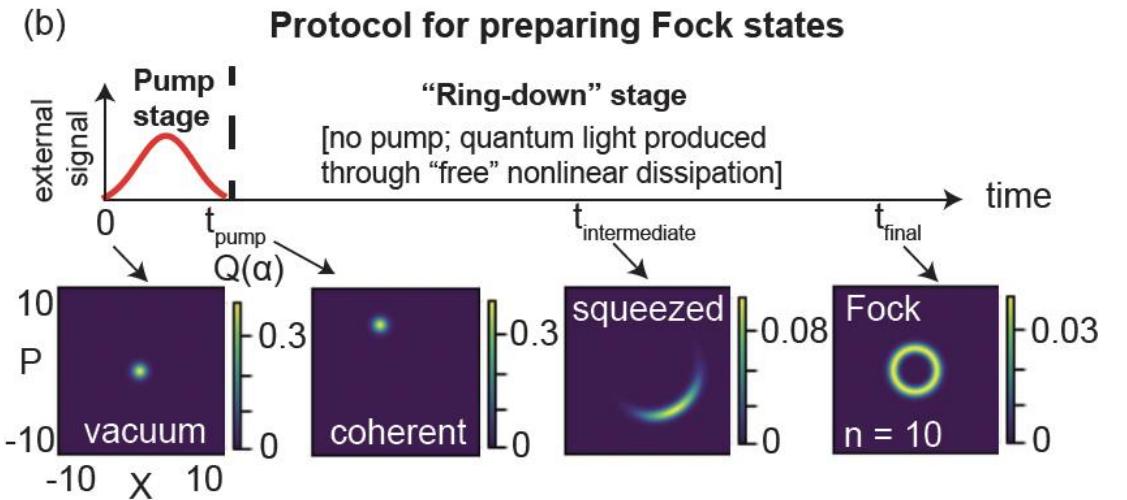 (b)
Protocol for preparing Fock states
Pump
stage
external
signal
“Ring-down” stage
[no pump; quantum light produced
through “free” nonlinear dissipation]
time
0
t_pump
t_intermediate
t_final
Q(α)
10
P
-10
-10
X
10
vacuum
0.3
0
coherent
0.3
0
squeezed
0.08
0
Fock
n = 10
0.03
0